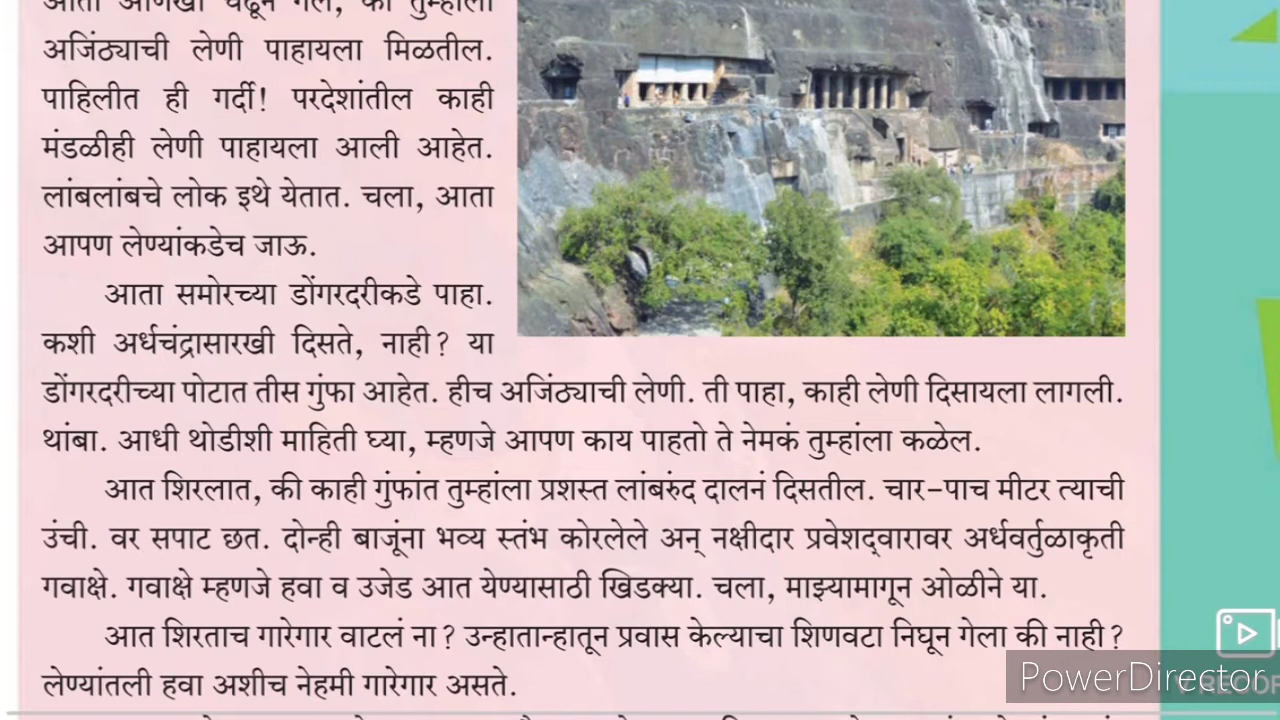 आता आणखी चढून गेलं, की तुम्हांला
अजिंठ्याची लेणी पाहायला मिळतील.
पाहिलीत ही गर्दी! परदेशांतील काही
मंडळीही लेणी पाहायला आली आहेत.
लांबलांबचे लोक इथे येतात. चला, आता
आपण लेण्यांकडेच जाऊ.
आता समोरच्या डोंगरदरीकडे पाहा.
कशी अर्धचंद्रासारखी दिसते, नाही? या
डोंगरदरीच्या पोटात तीस गुंफा आहेत. हीच अजिंठ्याची लेणी. ती पाहा, काही लेणी दिसायला लागली.
थांबा. आधी थोडीशी माहिती घ्या, म्हणजे आपण काय पाहतो ते नेमकं तुम्हांला कळेल.
आत शिरलात, की काही गुंफांत तुम्हांला प्रशस्त लांबरुंद दालनं दिसतील. चार-पाच मीटर त्याची
उंची. वर सपाट छत. दोन्ही बाजूंना भव्य स्तंभ कोरलेले अन् नक्षीदार प्रवेशद्‌वारावर अर्धवर्तुळाकृती
गवाक्षे. गवाक्षे म्हणजे हवा व उजेड आत येण्यासाठी खिडक्या. चला, माझ्यामागून ओळीने या.
आत शिरताच गारेगार वाटलं ना? उन्हातान्हातून प्रवास केल्याचा शिणवटा निघून गेला की नाही?
लेण्यांतली हवा अशीच नेहमी गारेगार असते.
PowerDirector